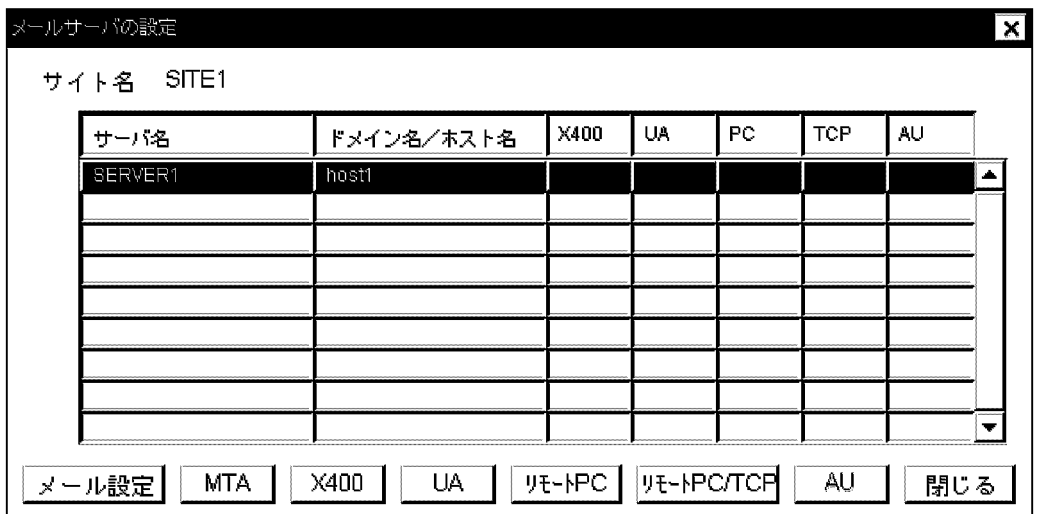 メールサーバの設定
サイト名 SITE1
サーバ名 ドメイン名/ホスト名 X400 UA PC TCP AU
SERVER1 host1
メール設定 MTA X400 UA リモートPC リモートPC/TCP AU 閉じる